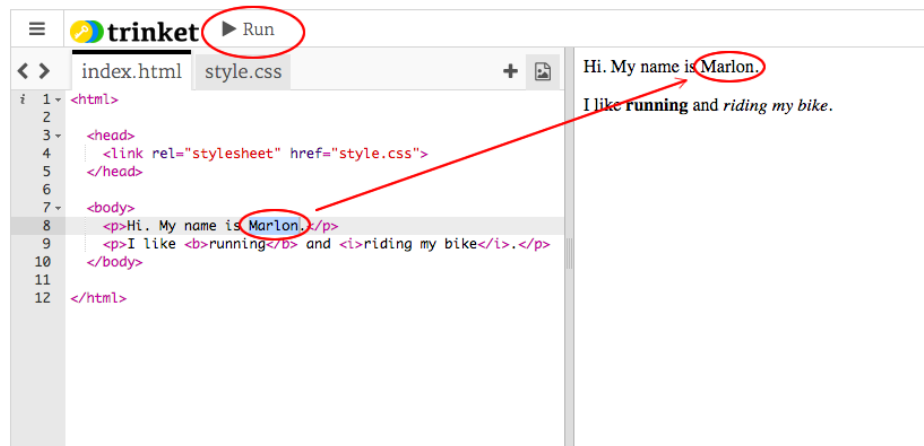 trinket Run
index.html style.css
i 1 <html>
2
3 <head>
4 <link rel="stylesheet" href="style.css">
5 </head>
6
7 <body>
8 <p>Hi. My name is Marlon.</p>
9 <p>I like <b>running</b> and <i>riding my bike</i>.</p>
10 </body>
11
12 </html>
Hi. My name is Marlon.
I like running and riding my bike.